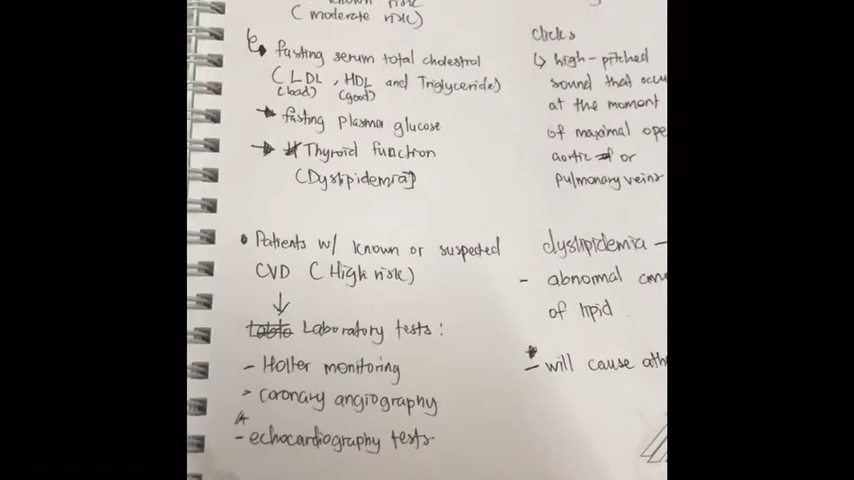 (moderate risk)
fasting serum total cholestrol
(LDL, HDL and Triglyceride)
(bad) (good)
fasting plasma glucose
Thyroid function
(Dyslipidemia)
• Patients w/ known or suspected
CVD (High risk)
Laboratory tests:
- Holter monitoring
- coronary angiography
- echocardiography tests
Clicks
high-pitched
sound that occu
at the moment
of maximal ope
aortic or
pulmonary veins
dyslipidemia -
- abnormal
of lipid
- will cause ath